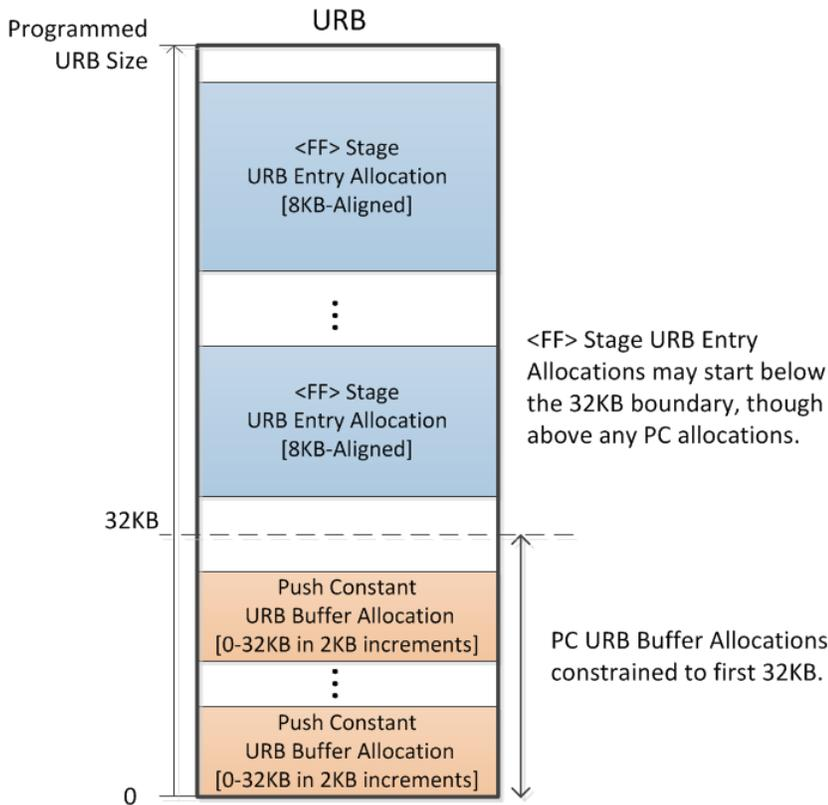 URB
Programmed
URB Size
<FF> Stage
URB Entry Allocation
[8KB-Aligned]
<FF> Stage URB Entry
Allocations may start below
the 32KB boundary, though
above any PC allocations.
<FF> Stage
URB Entry Allocation
[8KB-Aligned]
32KB
Push Constant
URB Buffer Allocation
[0-32KB in 2KB increments]
PC URB Buffer Allocations
constrained to first 32KB.
Push Constant
URB Buffer Allocation
[0-32KB in 2KB increments]
0